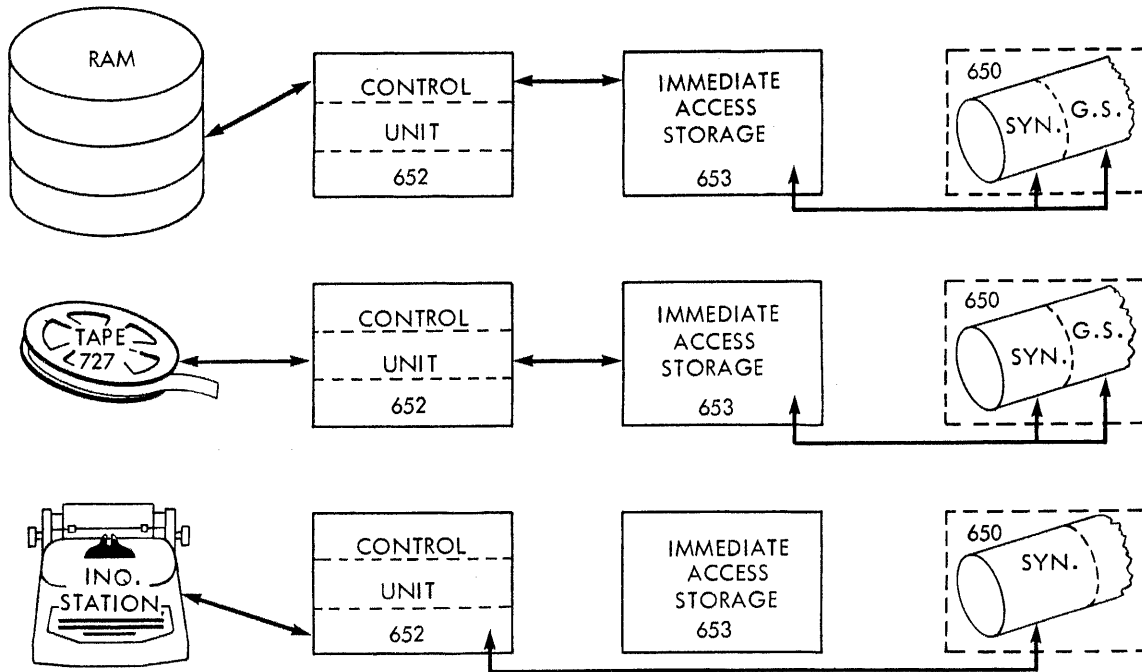 RAM
CONTROL
UNIT
652
IMMEDIATE
ACCESS
STORAGE
653
650
SYN.
G.S.
TAPE
727
CONTROL
UNIT
652
IMMEDIATE
ACCESS
STORAGE
653
650
SYN.
G.S.
INQ.
STATION
CONTROL
UNIT
652
IMMEDIATE
ACCESS
STORAGE
653
650
SYN.